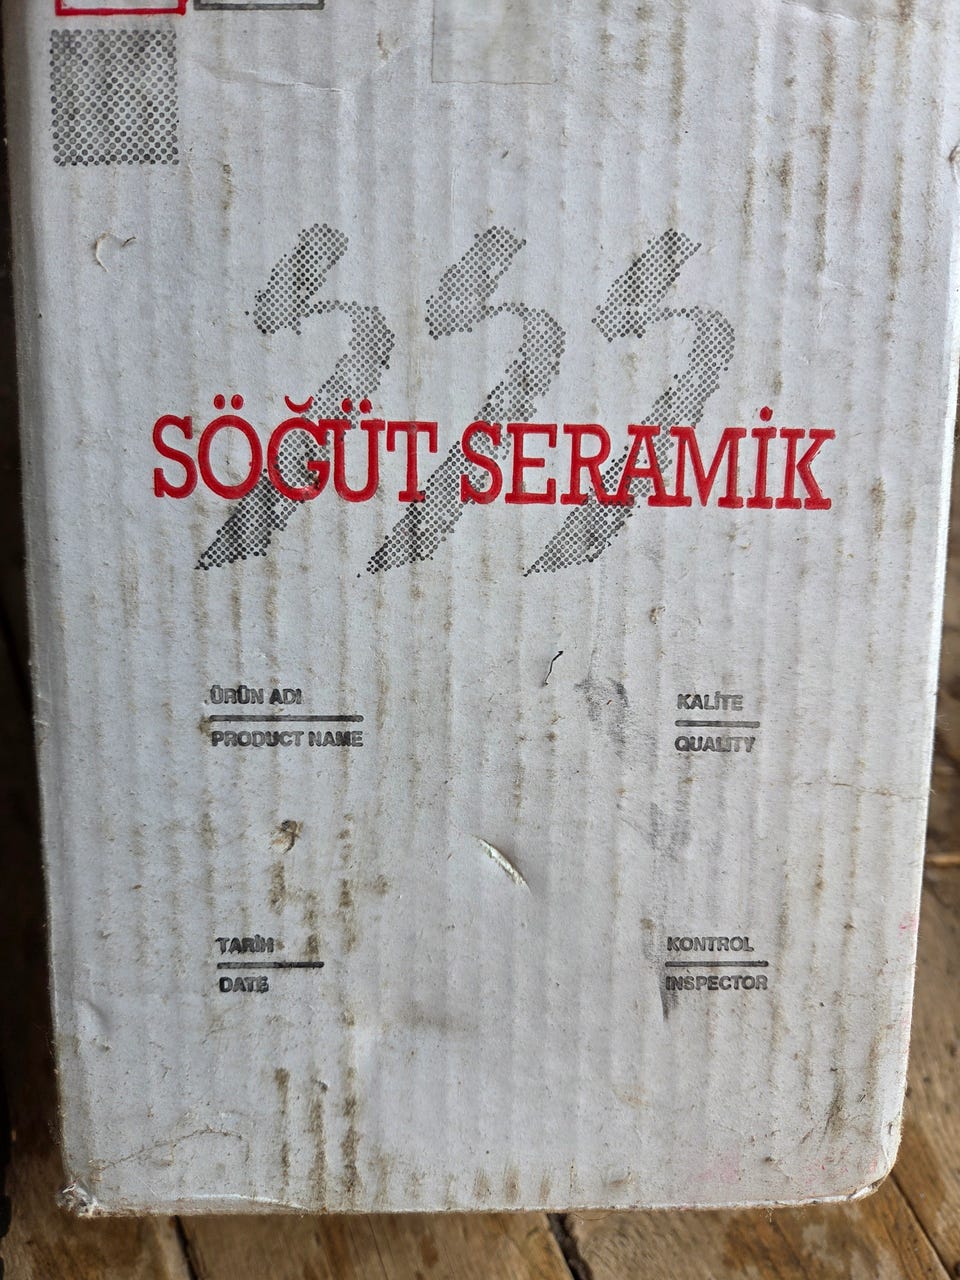 SÖĞÜT SERAMİK
ÜRÜN ADI
PRODUCT NAME
KALİTE
QUALITY
TARİH
DATE
KONTROL
INSPECTOR